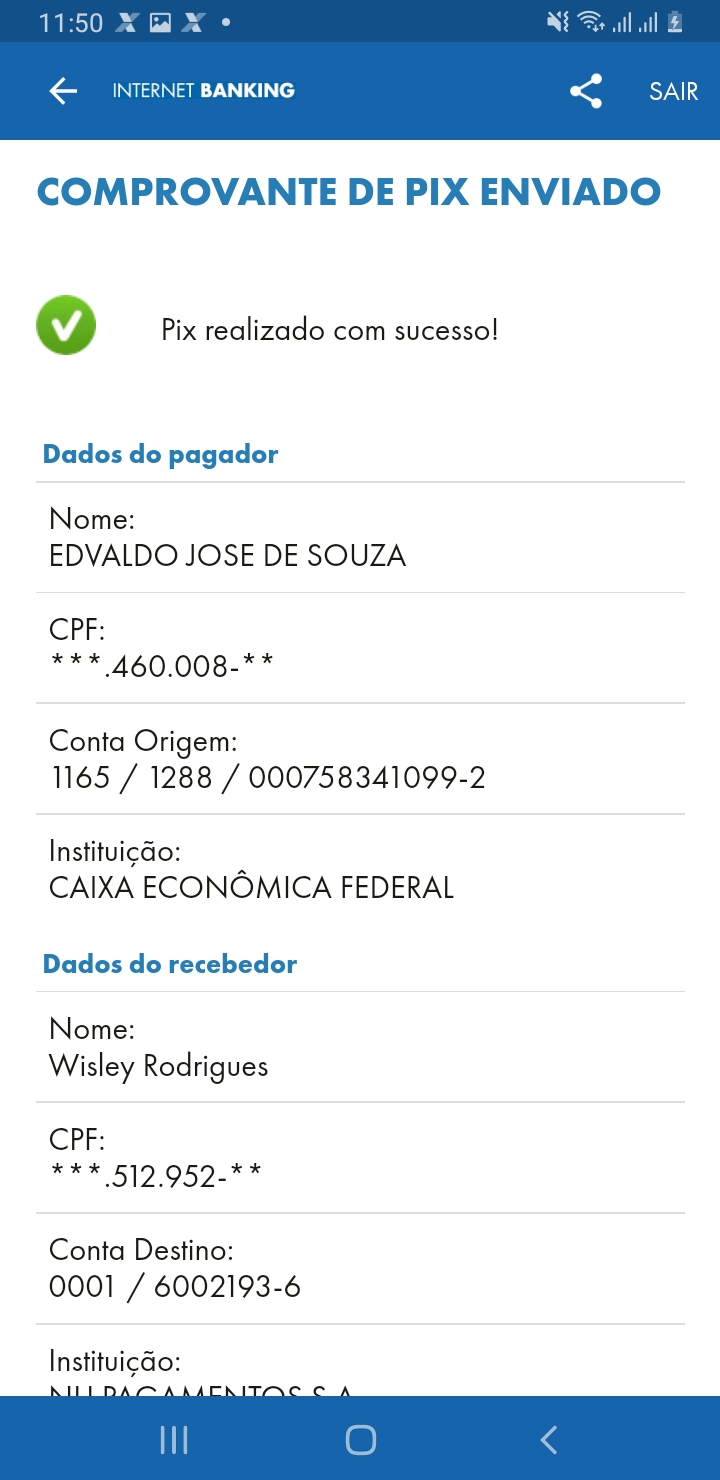 11:50
INTERNET BANKING
SAIR
COMPROVANTE DE PIX ENVIADO
Pix realizado com sucesso!
Dados do pagador
Nome:
EDVALDO JOSE DE SOUZA
CPF:
***.460.008-**
Conta Origem:
1165 / 1288 / 000758341099-2
Instituição:
CAIXA ECONÔMICA FEDERAL
Dados do recebedor
Nome:
Wisley Rodrigues
CPF:
***.512.952-**
Conta Destino:
0001 / 6002193-6
Instituição:
NU PAGAMENTOS S.A